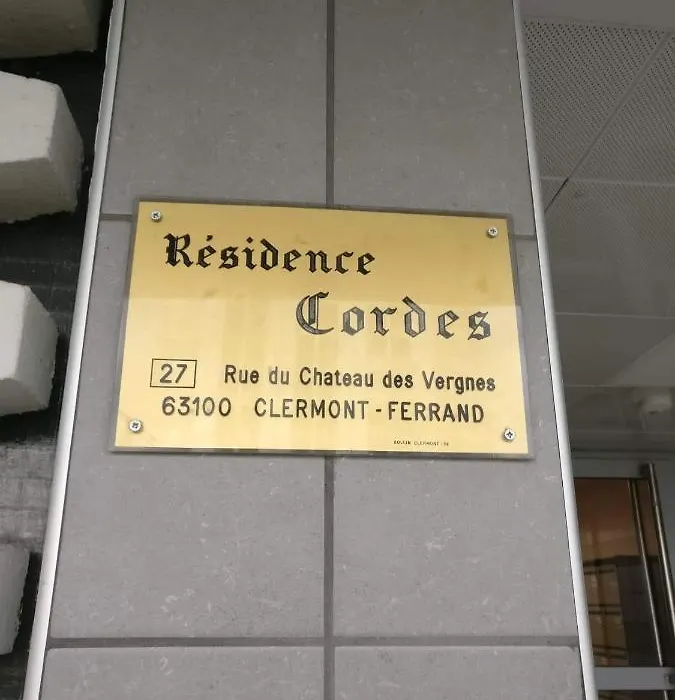 Résidence
Cordes
27 Rue du Chateau des Vergnes
63100 CLERMONT-FERRAND